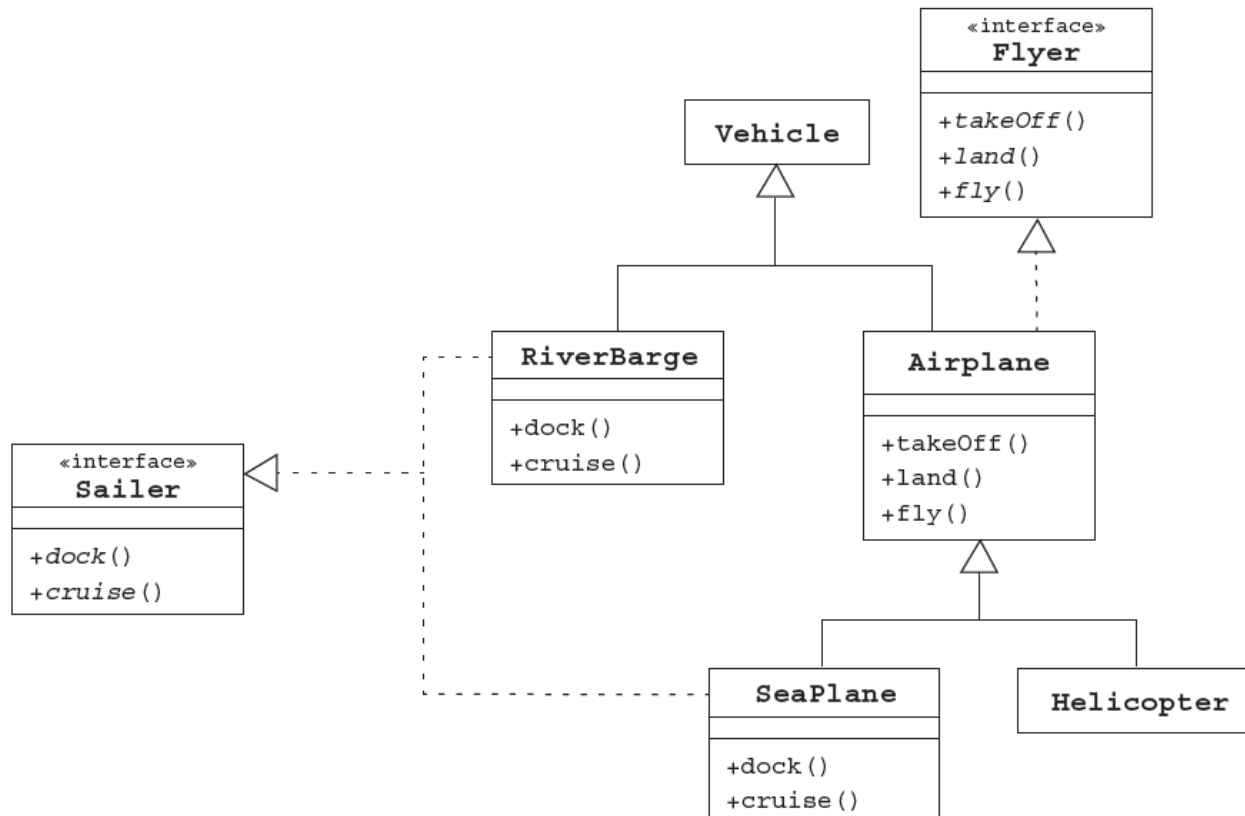 «interface»
Flyer
+takeOff()
+land()
+fly()
Vehicle
RiverBarge
+dock()
+cruise()
Airplane
+takeOff()
+land()
+fly()
«interface»
Sailer
+dock()
+cruise()
SeaPlane
+dock()
+cruise()
Helicopter